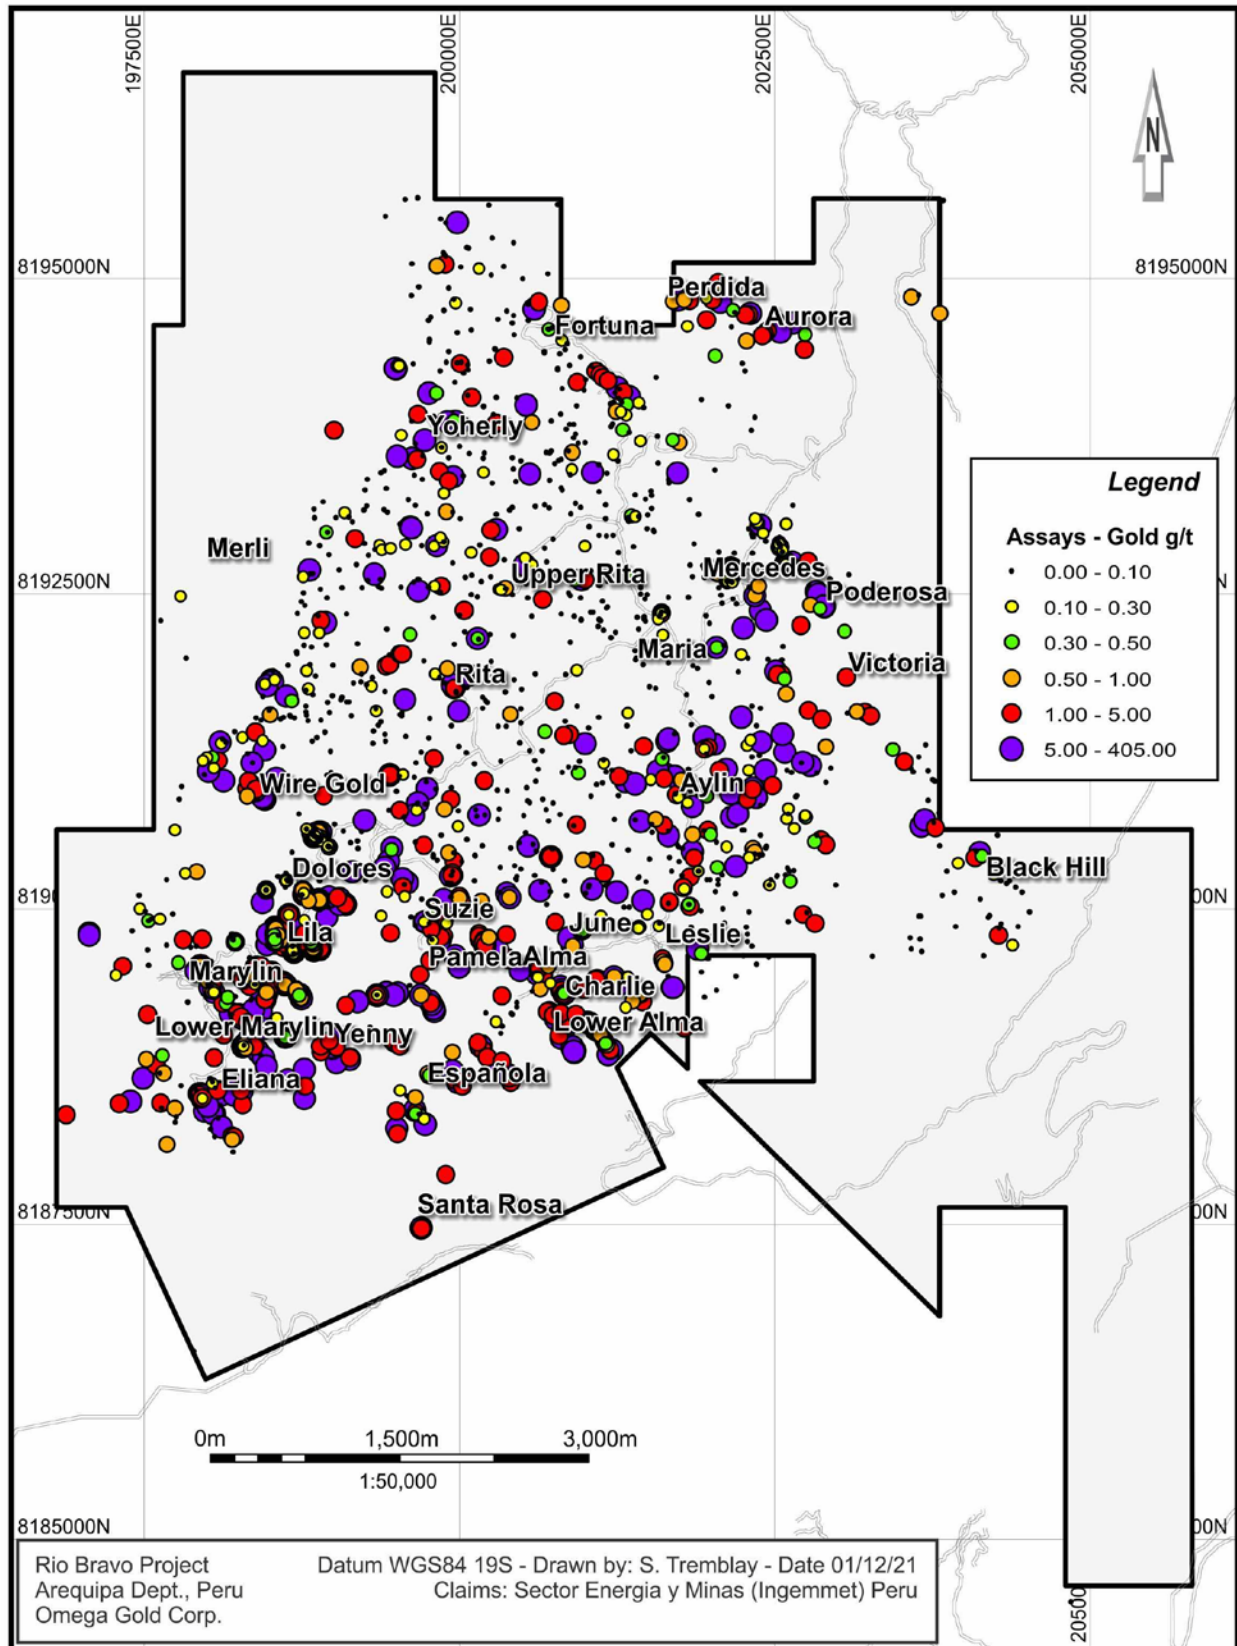 197500E
200000E
202500E
205000E
N
8195000N
8195000N
Perdida
Aurora
Fortuna
Yoherly
Legend
Assays - Gold g/t
0.00 - 0.10
0.10 - 0.30
0.30 - 0.50
0.50 - 1.00
1.00 - 5.00
5.00 - 405.00
Merli
8192500N
Upper Rita
Mercedes
Poderosa
Maria
Victoria
Rita
Wire Gold
Aylin
Dolores
Black Hill
Suzie
June
Lila
Leslie
Pamela
Alma
Marylin
Charlie
Lower Marylin
Yenny
Lower Alma
Eliana
Española
Santa Rosa
8187500N
0m 1,500m 3,000m
1:50,000
8185000N
Rio Bravo Project
Arequipa Dept., Peru
Omega Gold Corp.
Datum WGS84 19S - Drawn by: S. Tremblay - Date 01/12/21
Claims: Sector Energia y Minas (Ingemmet) Peru